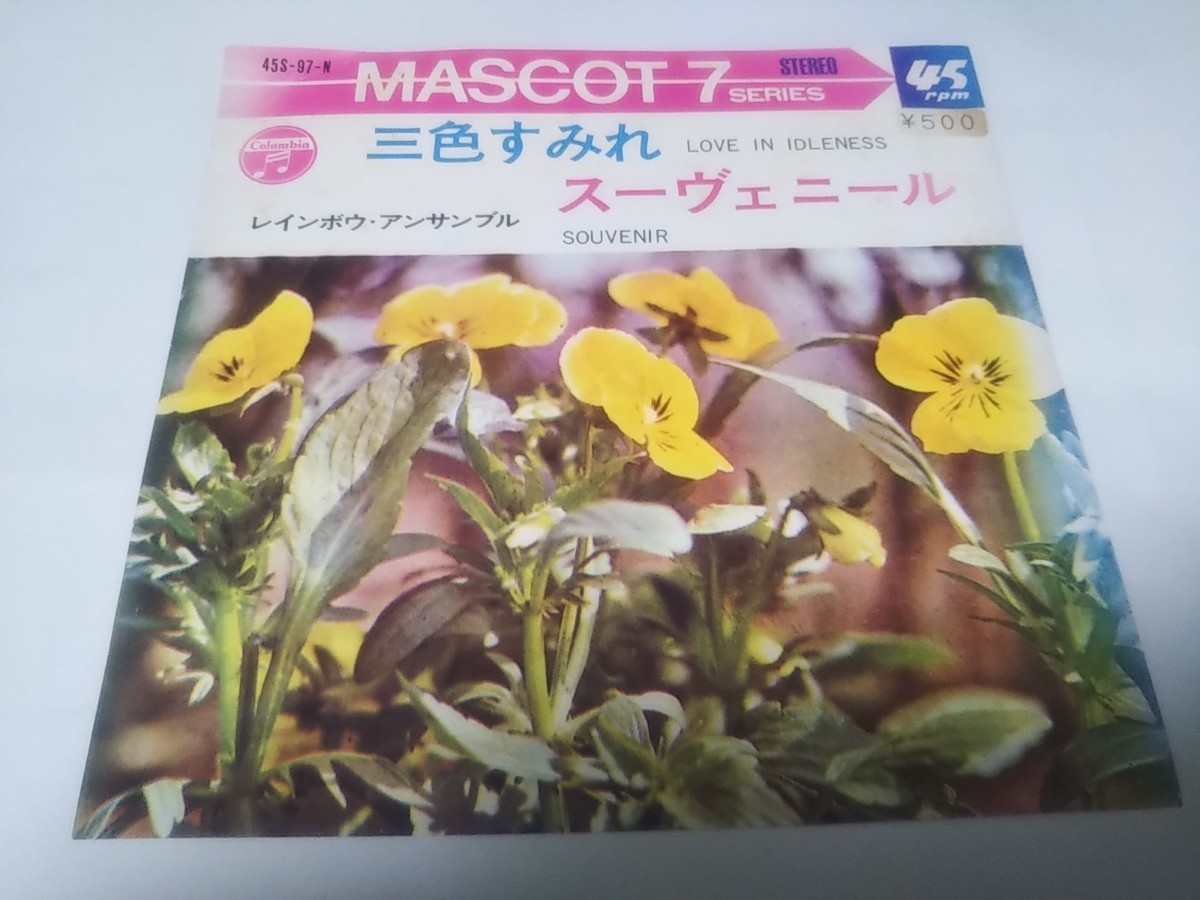 45S-97-N
MASCOT 7 SERIES
STEREO
45 rpm
¥500
Columbia
三色すみれ LOVE IN IDLENESS
スーヴェニール
レインボウ・アンサンブル
SOUVENIR